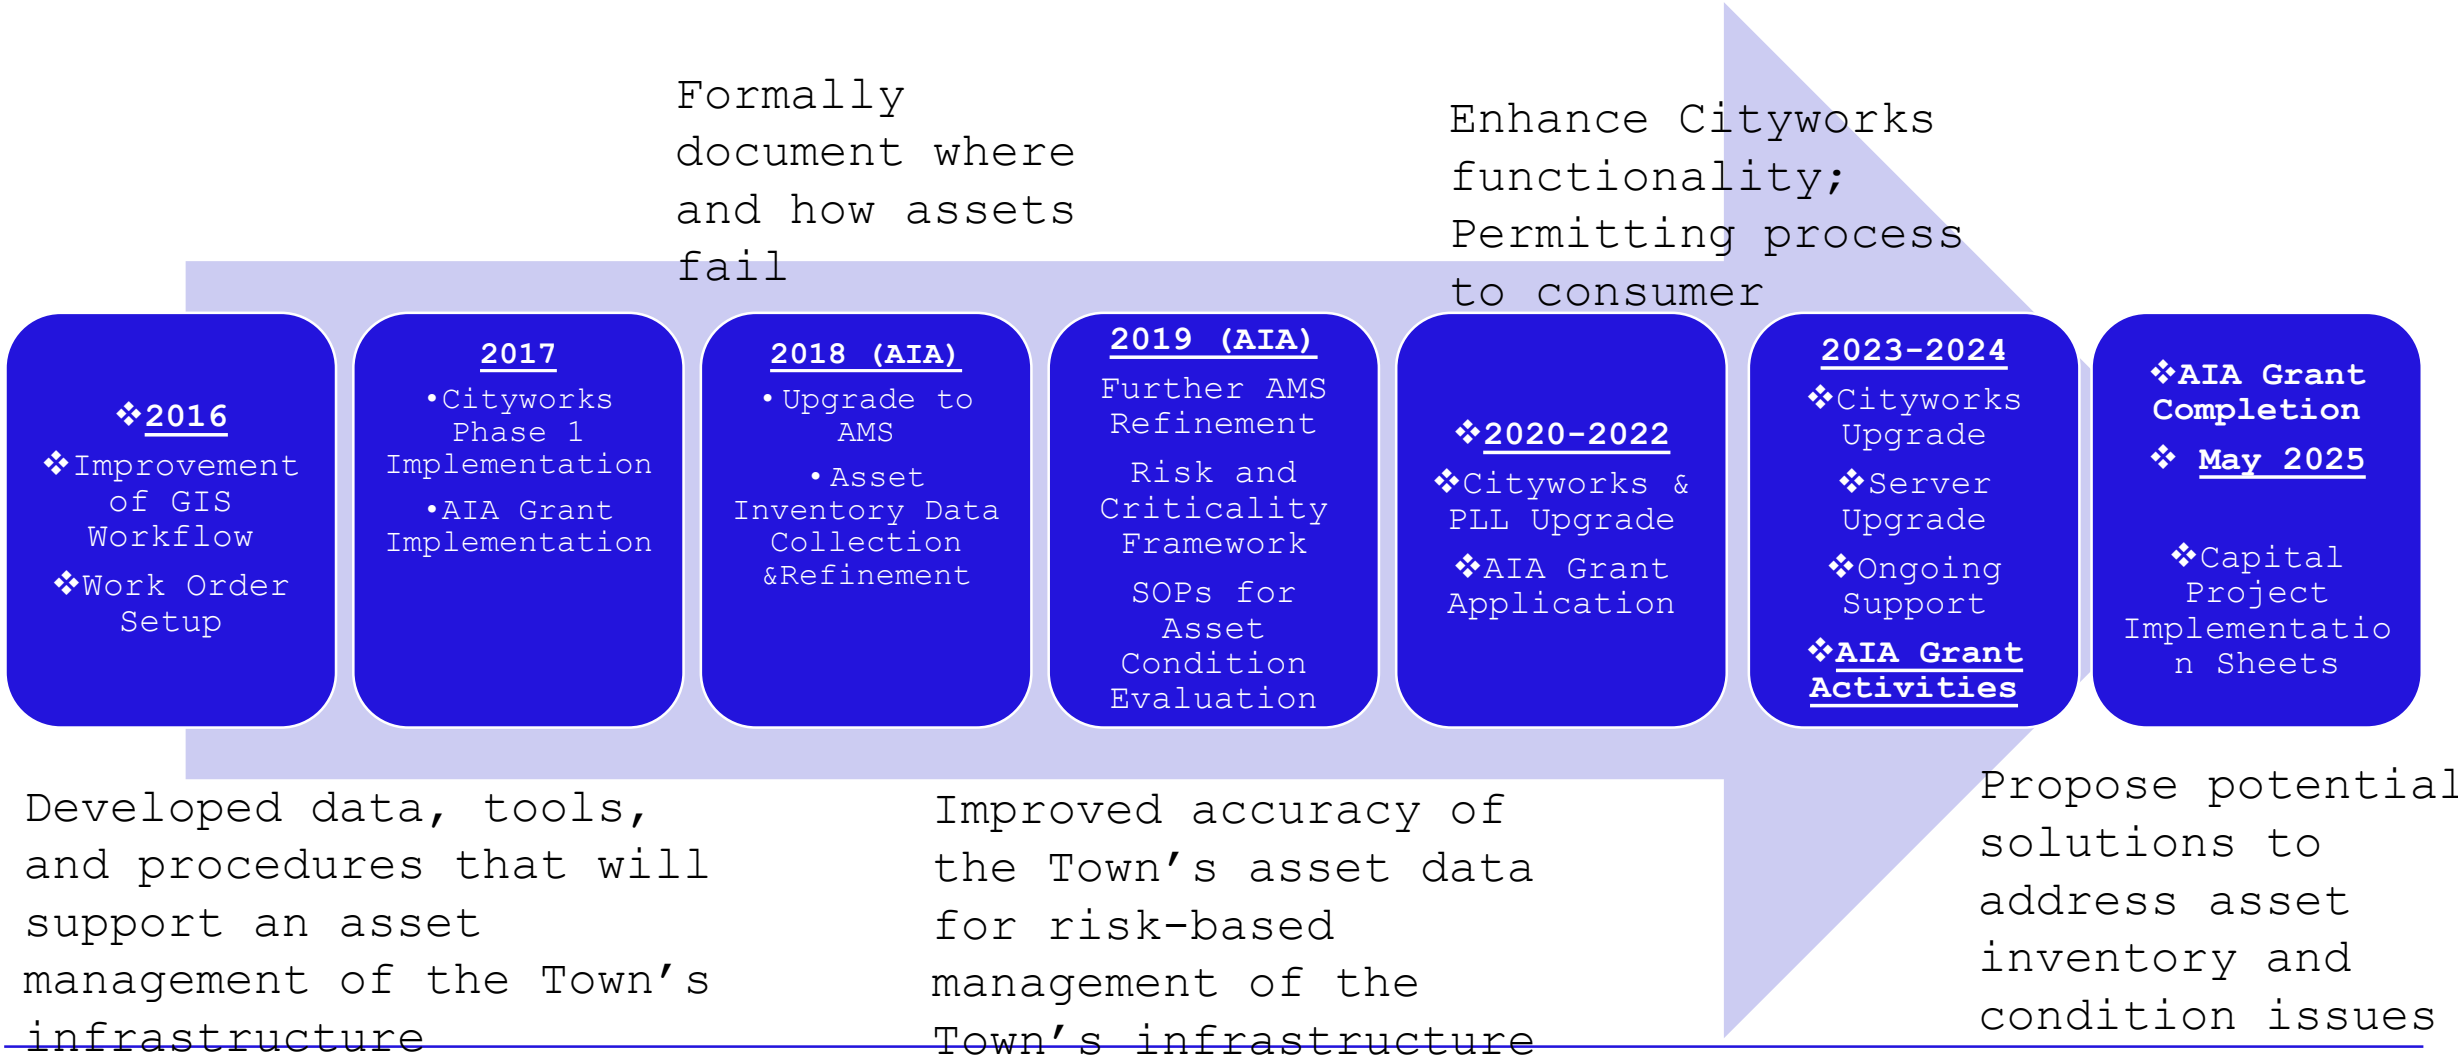 Formally
document where
and how assets
fail
Enhance Cityworks
functionality;
Permitting process
to consumer
❖2016
❖Improvement
of GIS
Workflow
❖Work Order
Setup
2017
•Cityworks
Phase 1
Implementation
•AIA Grant
Implementation
2018 (AIA)
•Upgrade to
AMS
•Asset
Inventory Data
Collection
&Refinement
2019 (AIA)
Further AMS
Refinement
Risk and
Criticality
Framework
SOPs for
Asset
Condition
Evaluation
❖2020-2022
❖Cityworks &
PLL Upgrade
❖AIA Grant
Application
2023-2024
❖Cityworks
Upgrade
❖Server
Upgrade
❖Ongoing
Support
❖AIA Grant
Activities
❖AIA Grant
Completion
❖ May 2025
❖Capital
Project
Implementatio
n Sheets
Developed data, tools,
and procedures that will
support an asset
management of the Town’s
infrastructure
Improved accuracy of
the Town’s asset data
for risk-based
management of the
Town’s infrastructure
Propose potential
solutions to
address asset
inventory and
condition issues